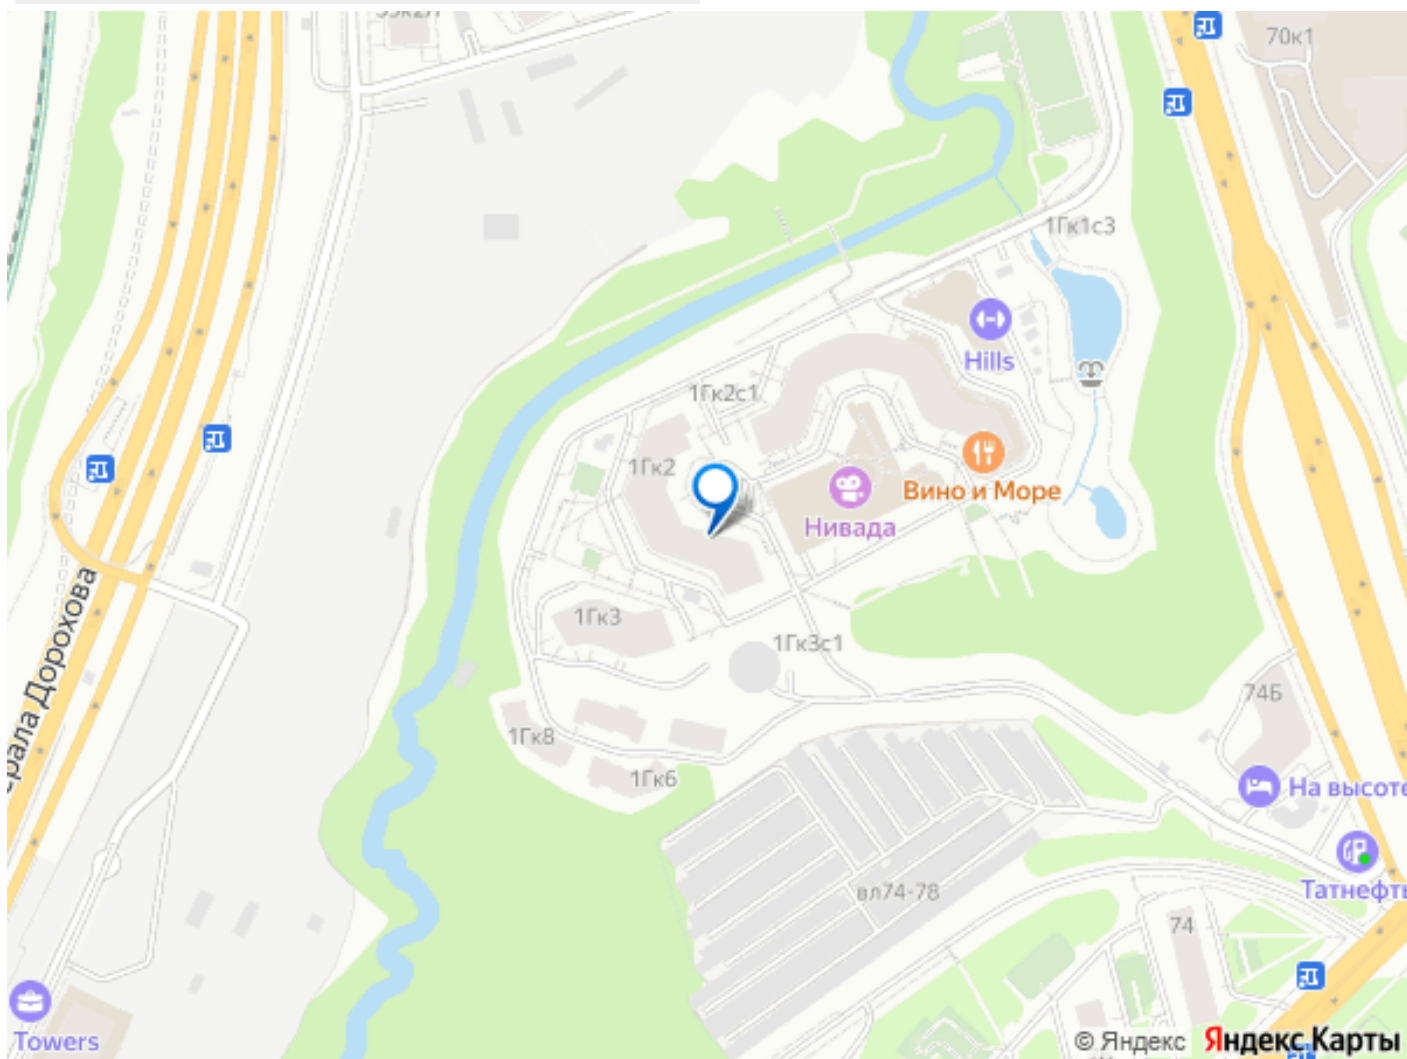 70к1
1Гк1с3
Hills
1Гк2с1
1Гк2
Вино и Море
Нивада
1Гк3
1Гк3с1
74Б
1Гк8
1Гк6
На высоте
рала Дорохова
Татнефть
вл74-78
74
Towers
© Яндекс Яндекс Карты